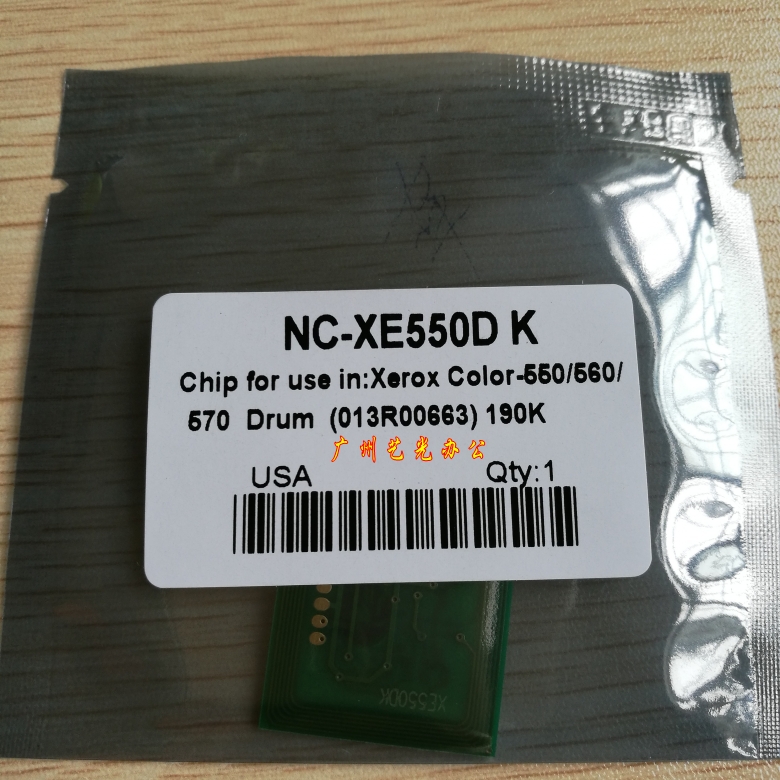 NC-XE550D K
Chip for use in:Xerox Color-550/560/
570 Drum (013R00663) 190K
广州艺光办公
USA Qty:1
XE550DK